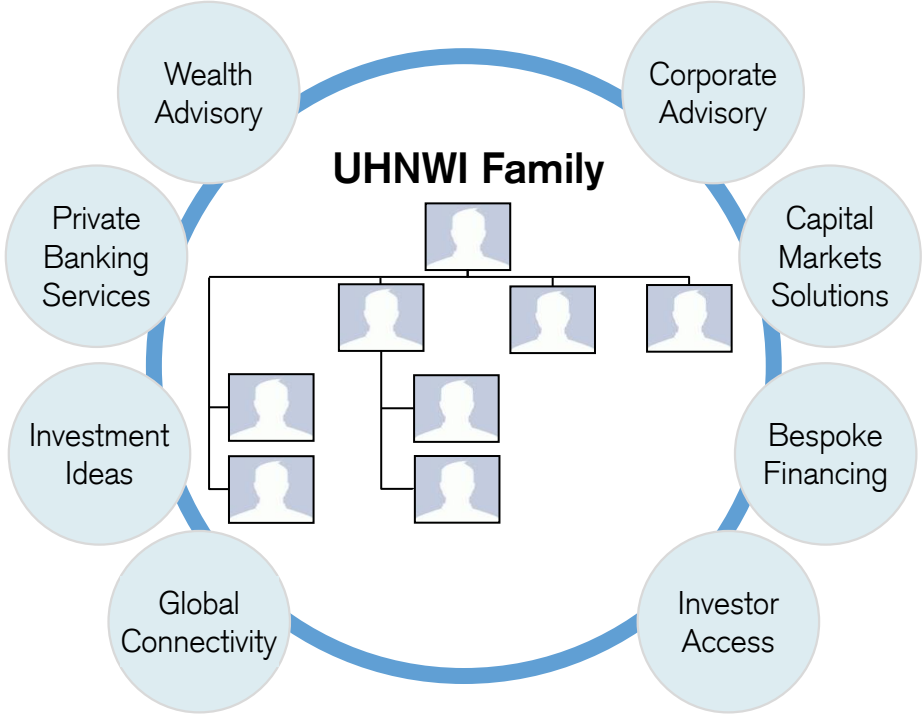 Wealth
Advisory
Corporate
Advisory
UHNWI Family
Private
Banking
Services
Capital
Markets
Solutions
Investment
Ideas
Bespoke
Financing
Global
Connectivity
Investor
Access